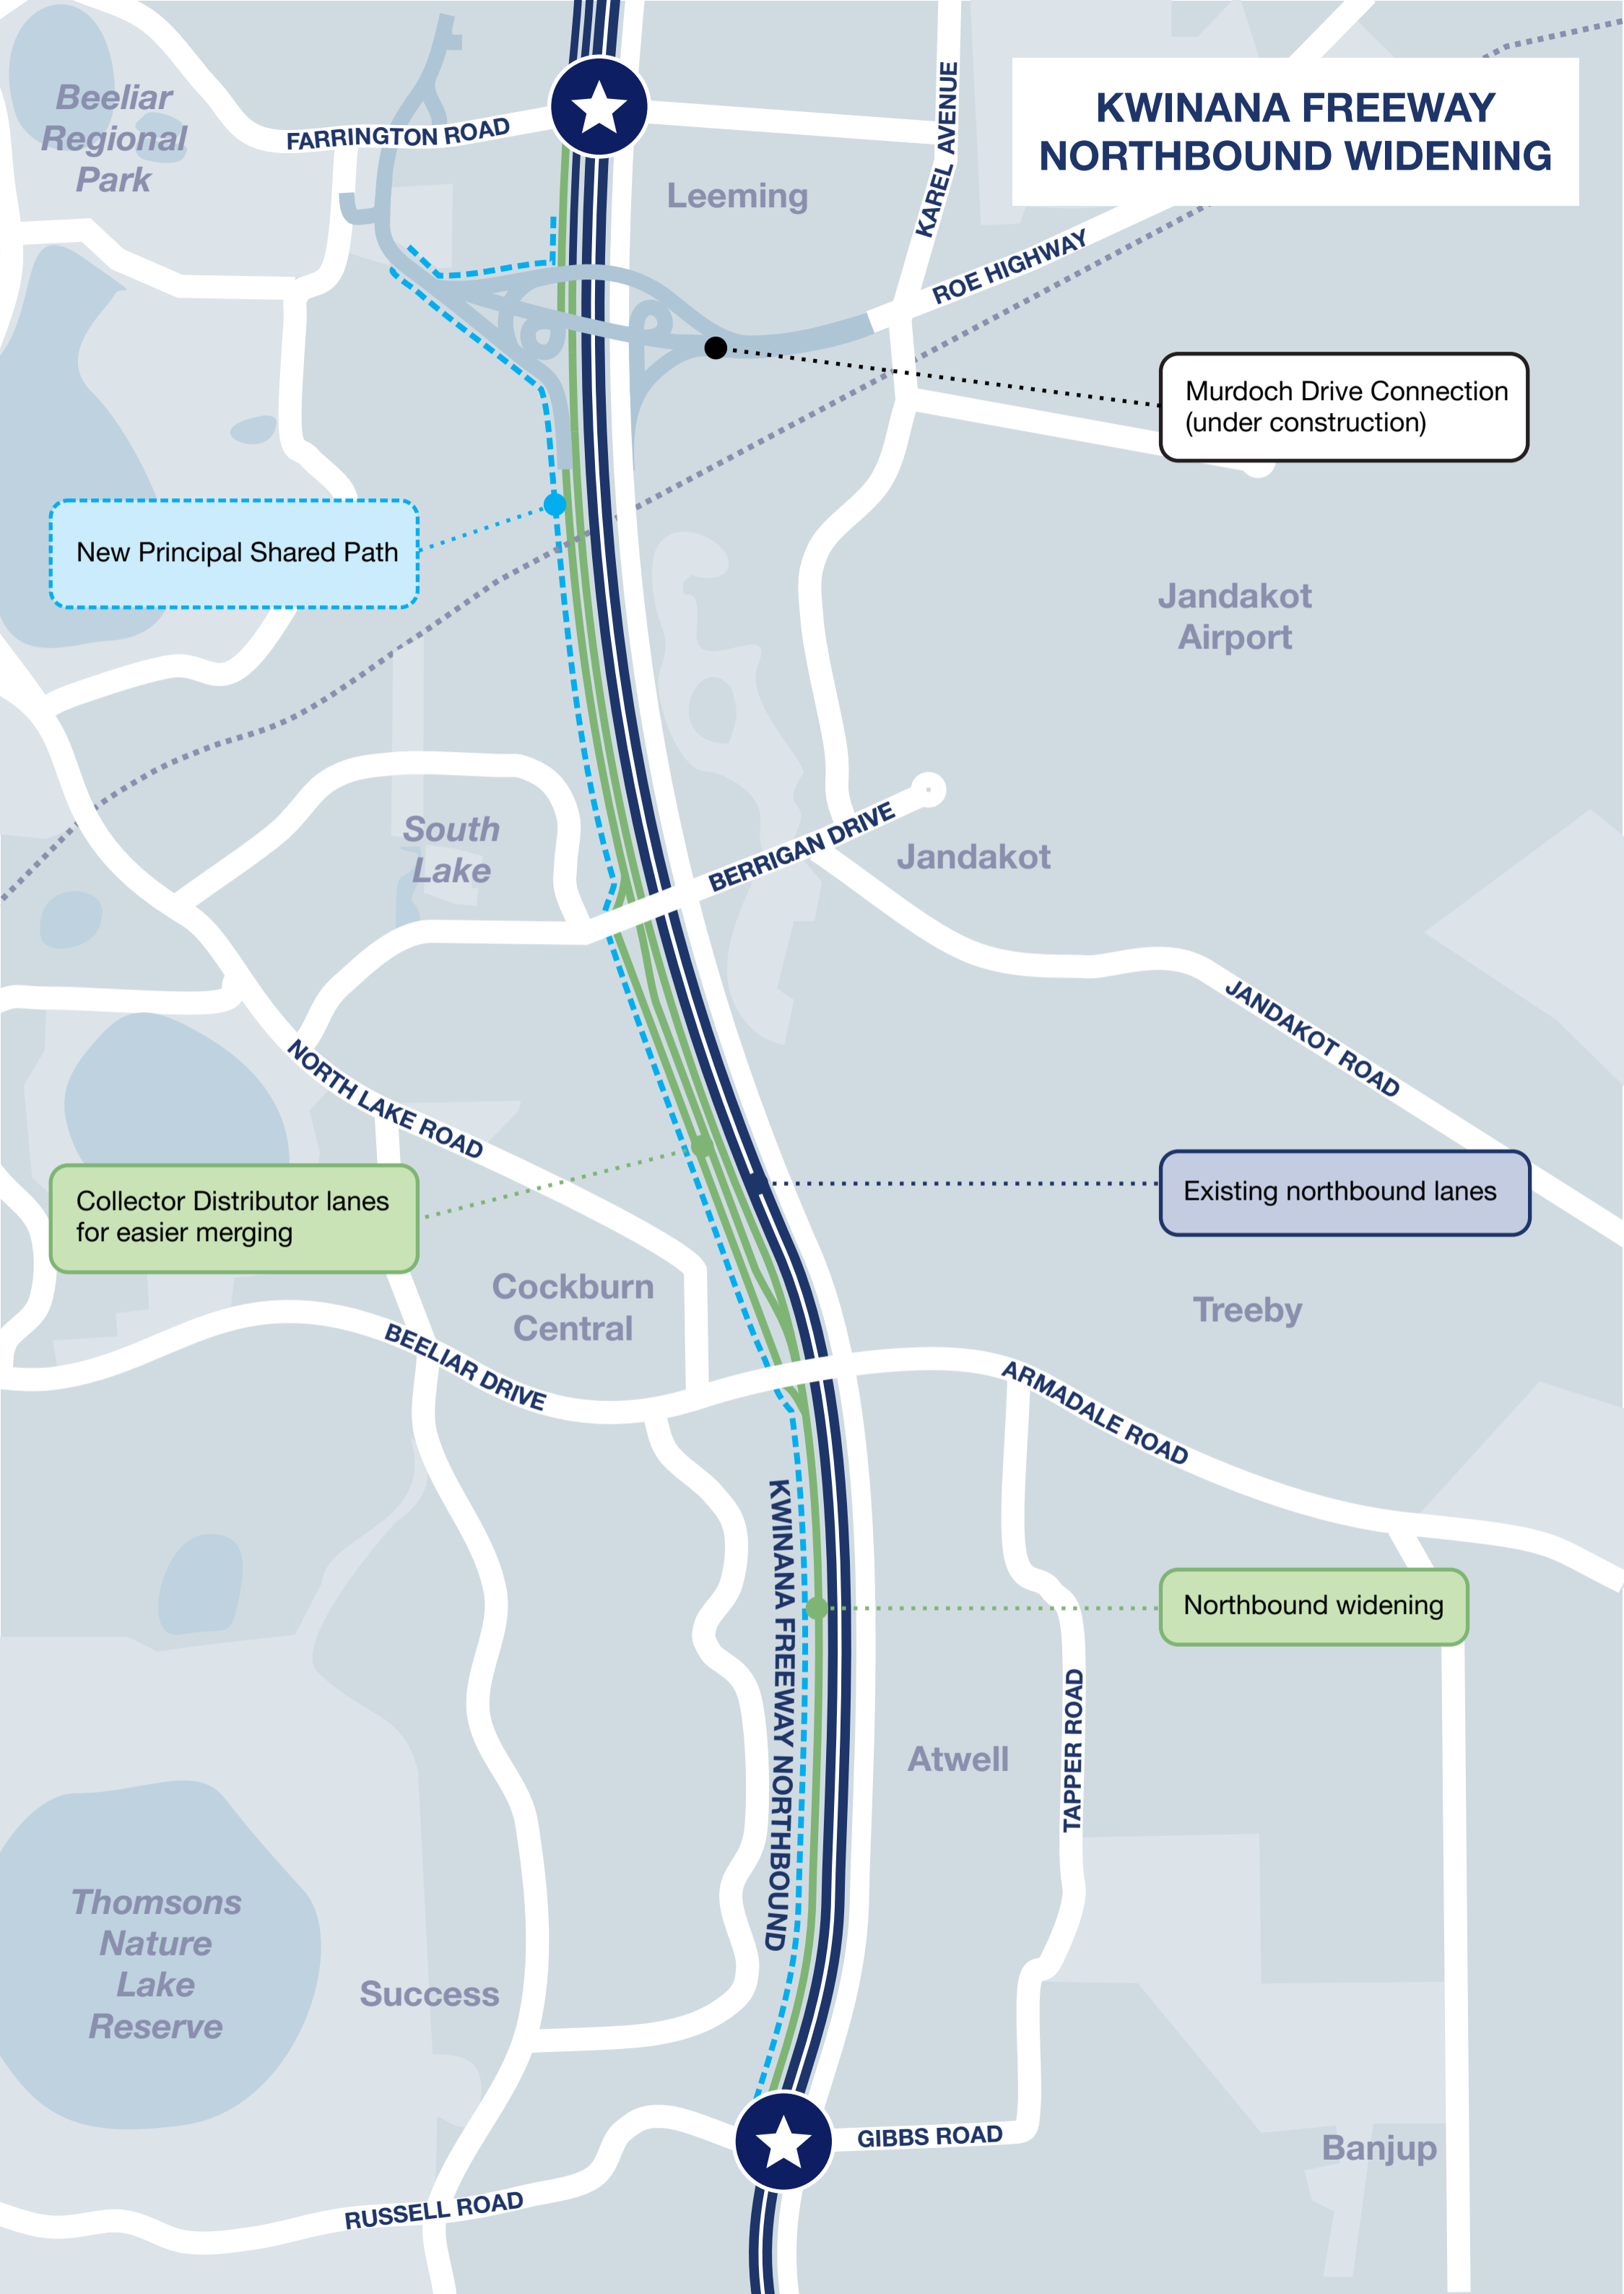 KWINANA FREEWAY
NORTHBOUND WIDENING
Beeliar
Regional
Park
FARRINGTON ROAD
Leeming
KAREL AVENUE
ROE HIGHWAY
Murdoch Drive Connection
(under construction)
New Principal Shared Path
Jandakot
Airport
South
Lake
BERRIGAN DRIVE
Jandakot
JANDAKOT ROAD
NORTH LAKE ROAD
Collector Distributor lanes
for easier merging
Existing northbound lanes
Cockburn
Central
Treeby
BEELIAR DRIVE
ARMADALE ROAD
KWINANA FREEWAY NORTHBOUND
Northbound widening
TAPPER ROAD
Atwell
Thomsons
Nature
Lake
Reserve
Success
GIBBS ROAD
Banjup
RUSSELL ROAD